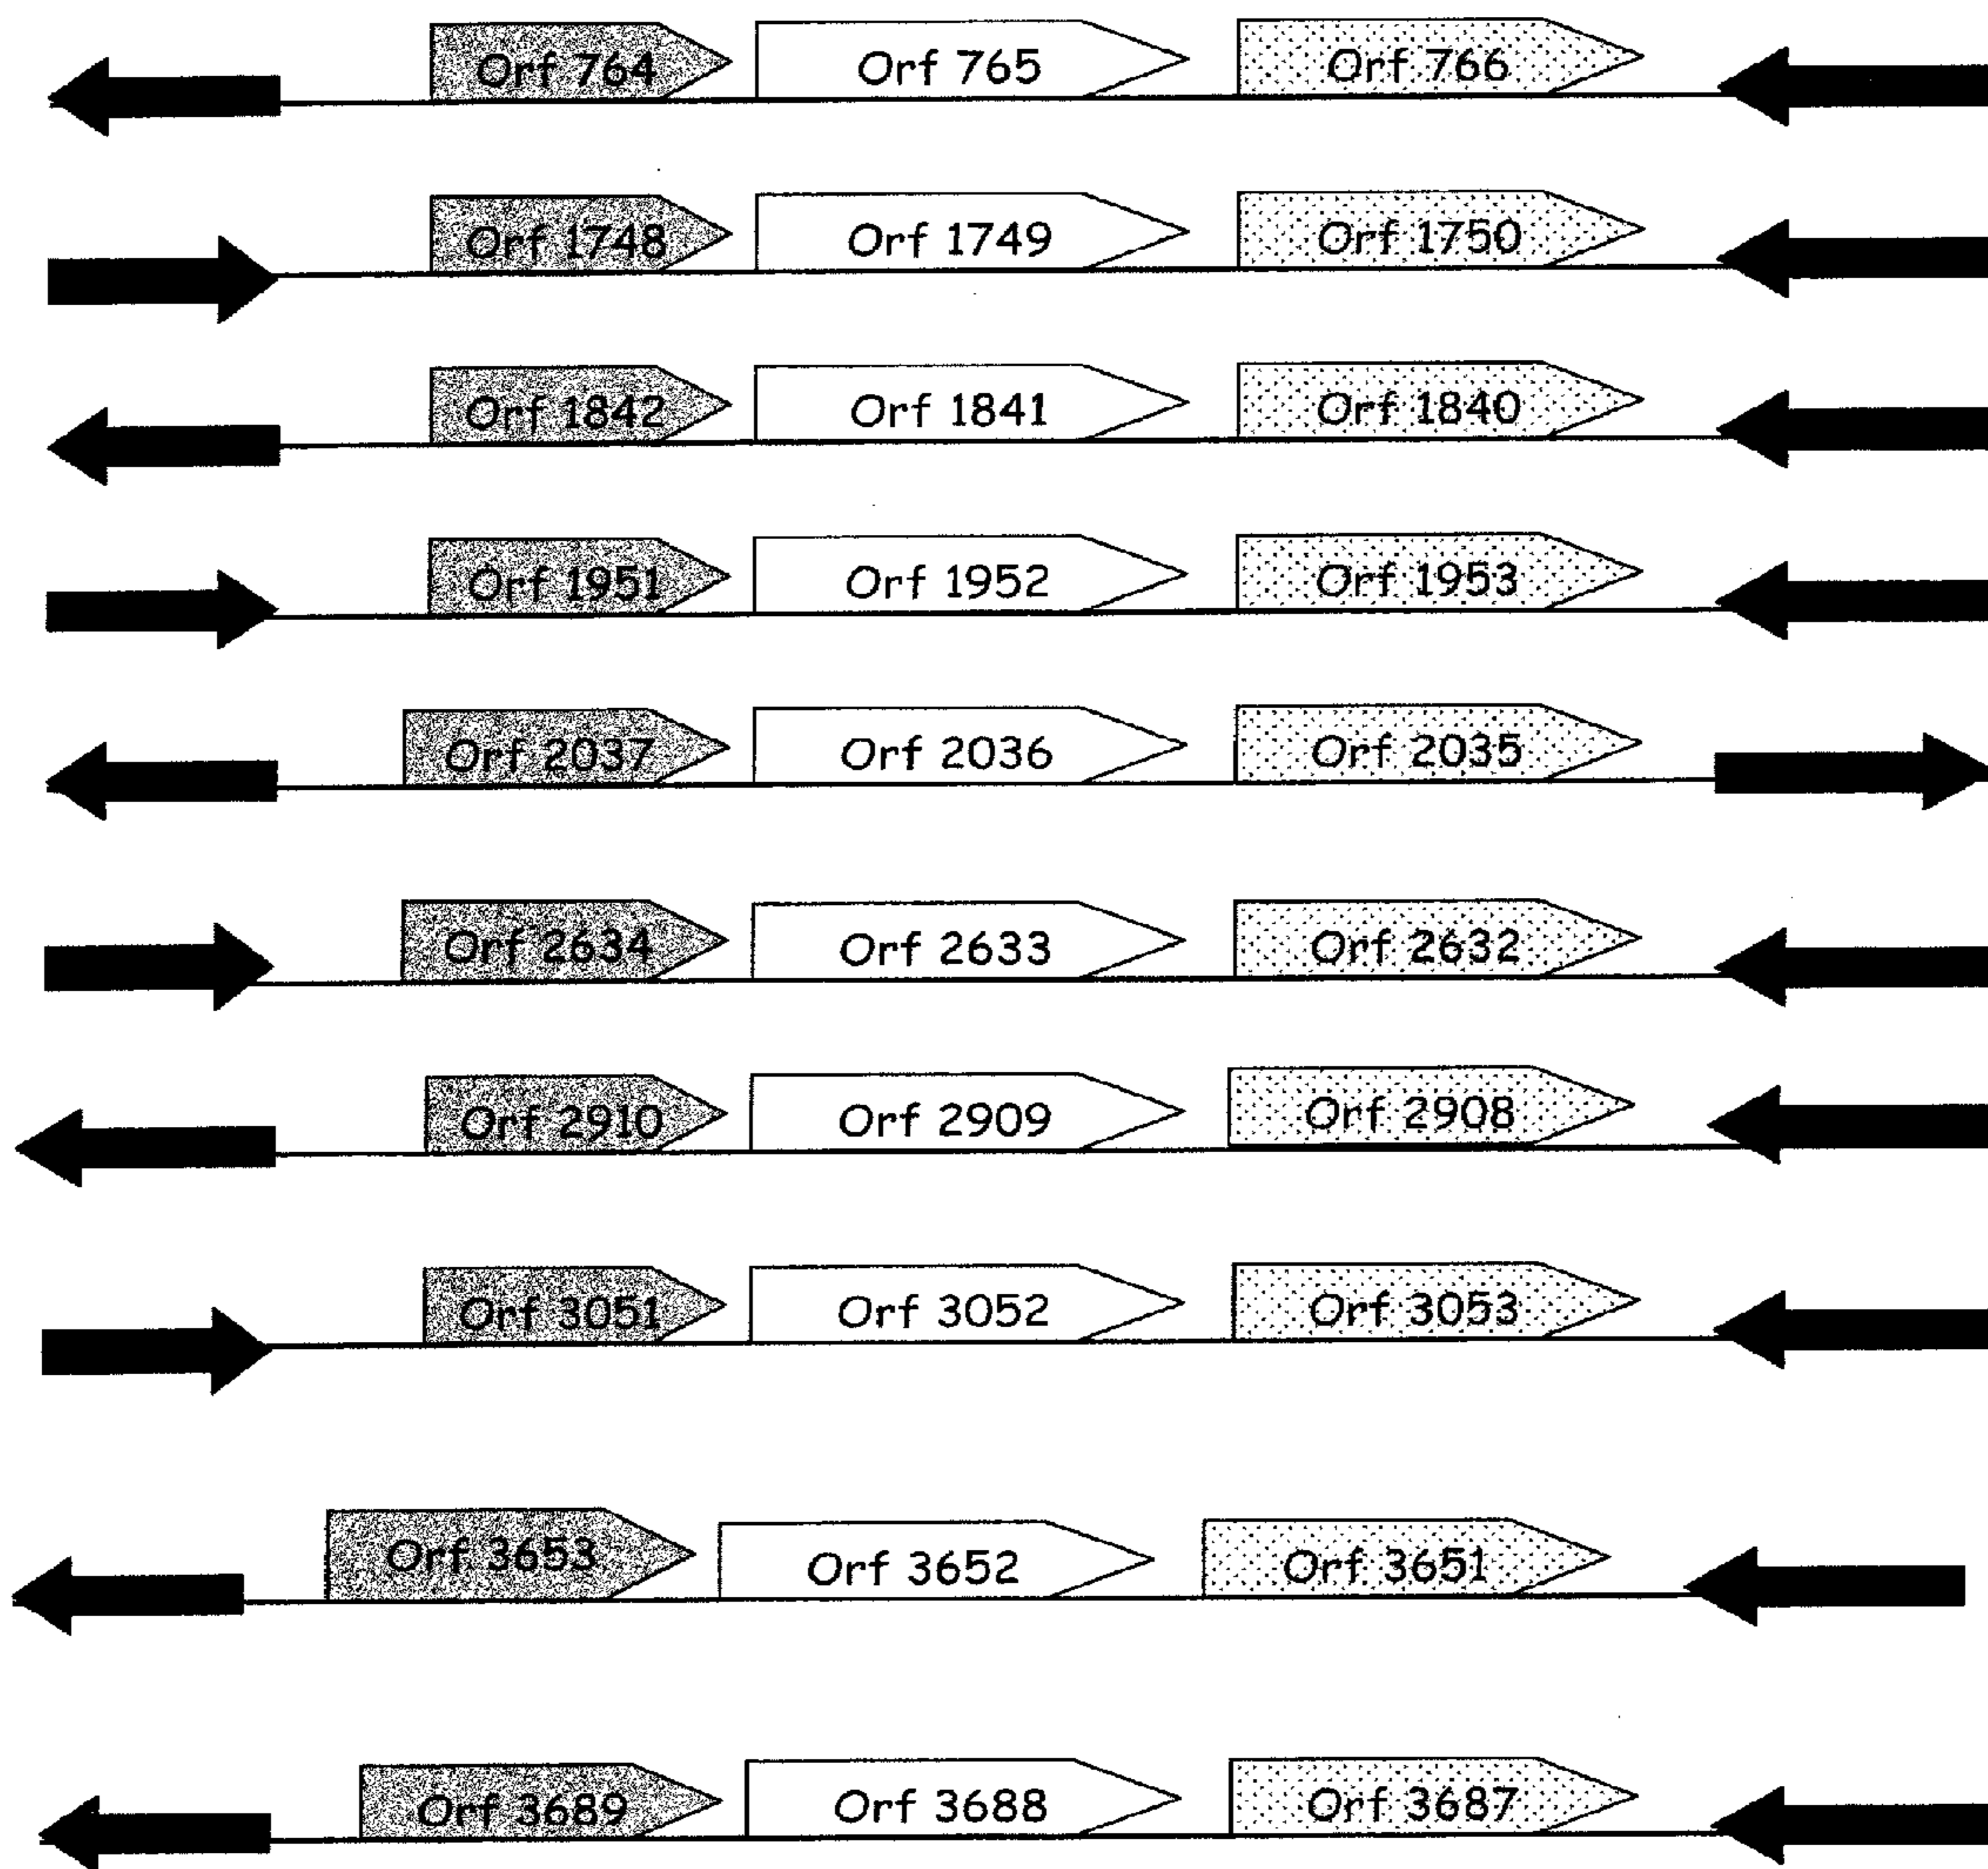 Orf 764 Orf 765 Orf 766
Orf 1748 Orf 1749 Orf 1750
Orf 1842 Orf 1841 Orf 1840
Orf 1951 Orf 1952 Orf 1953
Orf 2037 Orf 2036 Orf 2035
Orf 2634 Orf 2633 Orf 2632
Orf 2910 Orf 2909 Orf 2908
Orf 3051 Orf 3052 Orf 3053
Orf 3653 Orf 3652 Orf 3651
Orf 3689 Orf 3688 Orf 3687